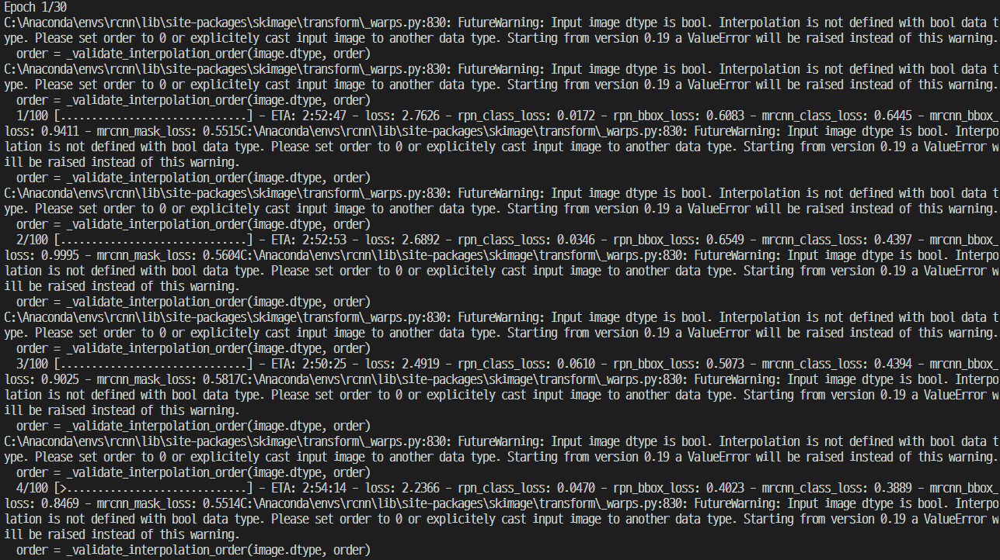 Epoch 1/30
C:\Anaconda\envs\rcnn\lib\site-packages\skimage\transform\_warps.py:830: FutureWarning: Input image dtype is bool. Interpolation is not defined with bool data t
ype. Please set order to 0 or explicitely cast input image to another data type. Starting from version 0.19 a ValueError will be raised instead of this warning.
  order = _validate_interpolation_order(image.dtype, order)
C:\Anaconda\envs\rcnn\lib\site-packages\skimage\transform\_warps.py:830: FutureWarning: Input image dtype is bool. Interpolation is not defined with bool data t
ype. Please set order to 0 or explicitely cast input image to another data type. Starting from version 0.19 a ValueError will be raised instead of this warning.
  order = _validate_interpolation_order(image.dtype, order)
  1/100 [..............................] - ETA: 2:52:47 - loss: 2.7626 - rpn_class_loss: 0.0172 - rpn_bbox_loss: 0.6083 - mrcnn_class_loss: 0.6445 - mrcnn_bbox_
loss: 0.9411 - mrcnn_mask_loss: 0.5515C:\Anaconda\envs\rcnn\lib\site-packages\skimage\transform\_warps.py:830: FutureWarning: Input image dtype is bool. Interpo
lation is not defined with bool data type. Please set order to 0 or explicitely cast input image to another data type. Starting from version 0.19 a ValueError w
ill be raised instead of this warning.
  order = _validate_interpolation_order(image.dtype, order)
C:\Anaconda\envs\rcnn\lib\site-packages\skimage\transform\_warps.py:830: FutureWarning: Input image dtype is bool. Interpolation is not defined with bool data t
ype. Please set order to 0 or explicitely cast input image to another data type. Starting from version 0.19 a ValueError will be raised instead of this warning.
  order = _validate_interpolation_order(image.dtype, order)
  2/100 [..............................] - ETA: 2:52:53 - loss: 2.6892 - rpn_class_loss: 0.0346 - rpn_bbox_loss: 0.6549 - mrcnn_class_loss: 0.4397 - mrcnn_bbox_
loss: 0.9995 - mrcnn_mask_loss: 0.5604C:\Anaconda\envs\rcnn\lib\site-packages\skimage\transform\_warps.py:830: FutureWarning: Input image dtype is bool. Interpo
lation is not defined with bool data type. Please set order to 0 or explicitely cast input image to another data type. Starting from version 0.19 a ValueError w
ill be raised instead of this warning.
  order = _validate_interpolation_order(image.dtype, order)
C:\Anaconda\envs\rcnn\lib\site-packages\skimage\transform\_warps.py:830: FutureWarning: Input image dtype is bool. Interpolation is not defined with bool data t
ype. Please set order to 0 or explicitely cast input image to another data type. Starting from version 0.19 a ValueError will be raised instead of this warning.
  order = _validate_interpolation_order(image.dtype, order)
  3/100 [..............................] - ETA: 2:50:25 - loss: 2.4919 - rpn_class_loss: 0.0610 - rpn_bbox_loss: 0.5073 - mrcnn_class_loss: 0.4394 - mrcnn_bbox_
loss: 0.9025 - mrcnn_mask_loss: 0.5817C:\Anaconda\envs\rcnn\lib\site-packages\skimage\transform\_warps.py:830: FutureWarning: Input image dtype is bool. Interpo
lation is not defined with bool data type. Please set order to 0 or explicitely cast input image to another data type. Starting from version 0.19 a ValueError w
ill be raised instead of this warning.
  order = _validate_interpolation_order(image.dtype, order)
C:\Anaconda\envs\rcnn\lib\site-packages\skimage\transform\_warps.py:830: FutureWarning: Input image dtype is bool. Interpolation is not defined with bool data t
ype. Please set order to 0 or explicitely cast input image to another data type. Starting from version 0.19 a ValueError will be raised instead of this warning.
  order = _validate_interpolation_order(image.dtype, order)
  4/100 [>.............................] - ETA: 2:54:14 - loss: 2.2366 - rpn_class_loss: 0.0470 - rpn_bbox_loss: 0.4023 - mrcnn_class_loss: 0.3889 - mrcnn_bbox_
loss: 0.8469 - mrcnn_mask_loss: 0.5514C:\Anaconda\envs\rcnn\lib\site-packages\skimage\transform\_warps.py:830: FutureWarning: Input image dtype is bool. Interpo
lation is not defined with bool data type. Please set order to 0 or explicitely cast input image to another data type. Starting from version 0.19 a ValueError w
ill be raised instead of this warning.
  order = _validate_interpolation_order(image.dtype, order)